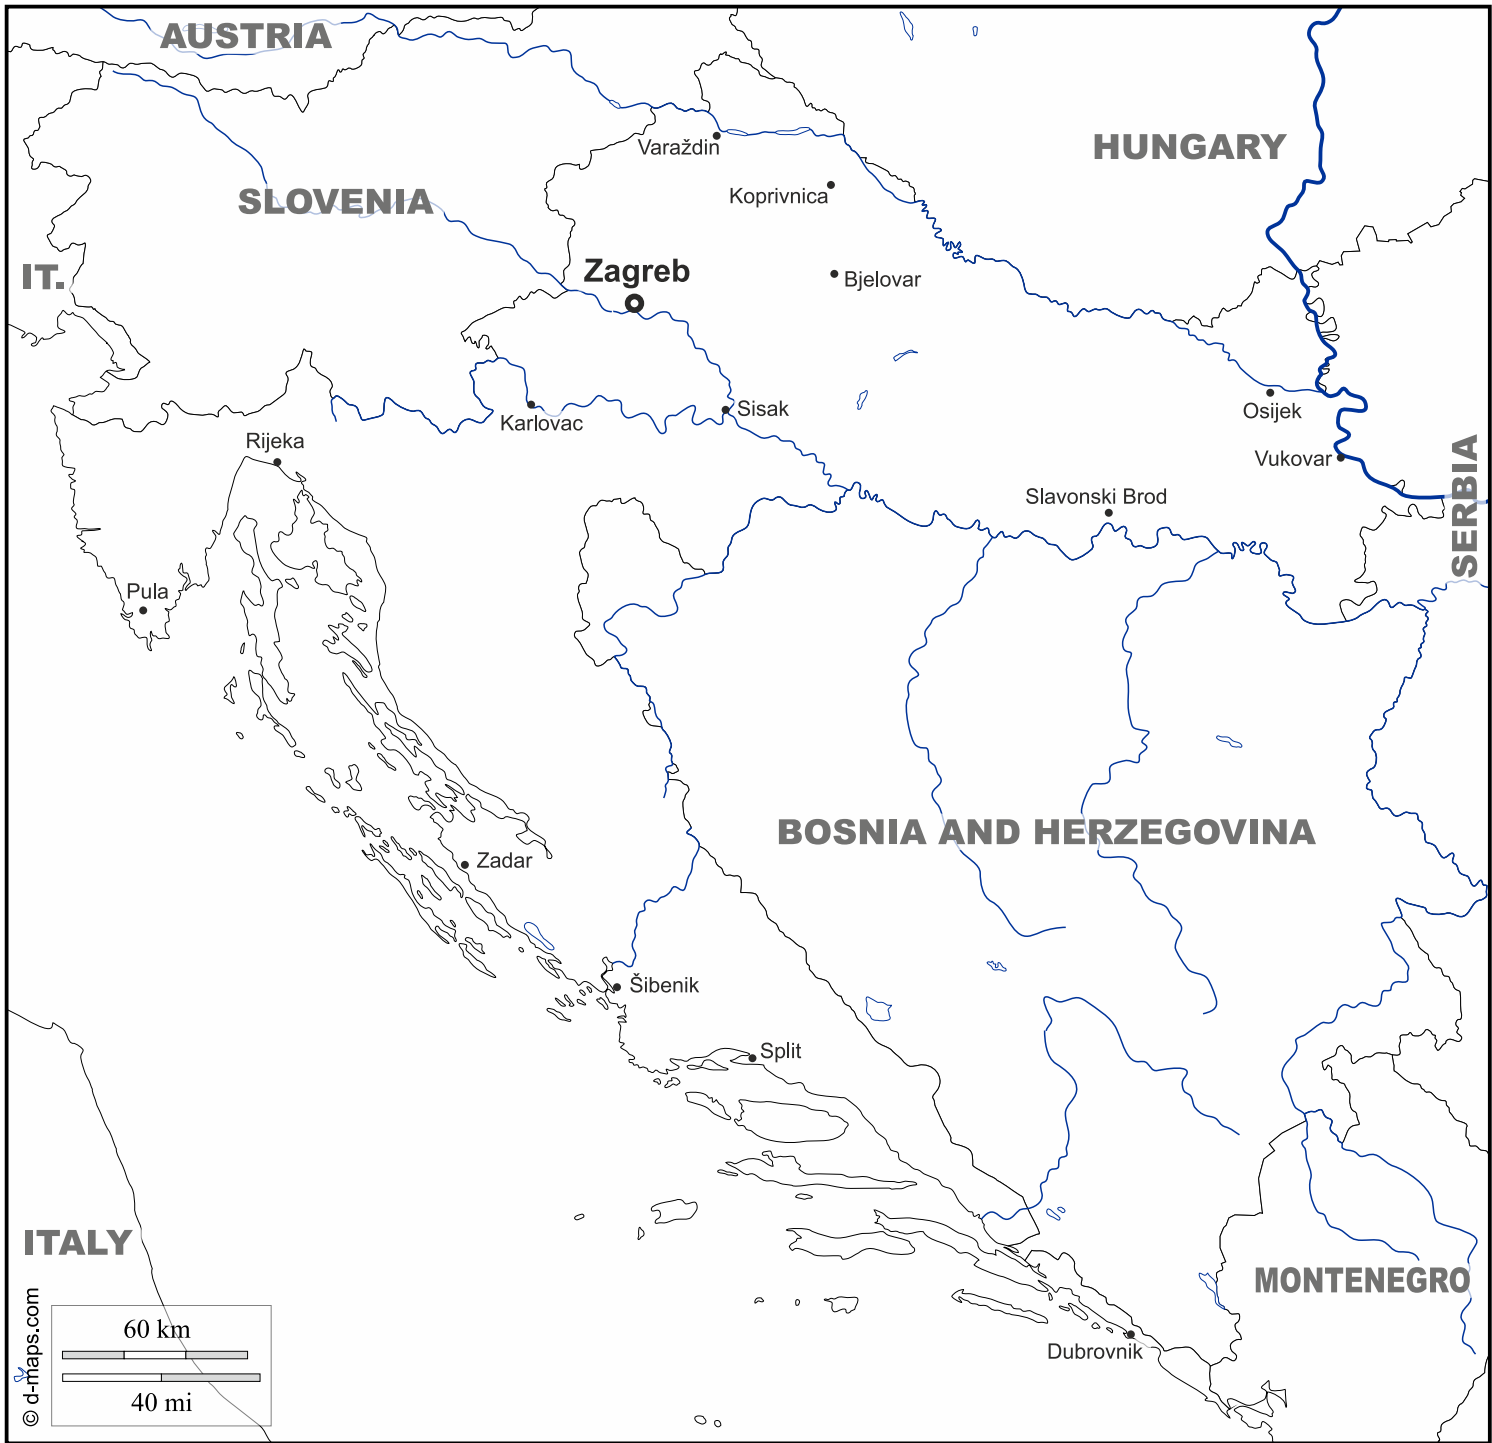 AUSTRIA
HUNGARY
Varaždin
Koprivnica
SLOVENIA
IT.
Zagreb
Bjelovar
Sisak
Karlovac
Osijek
Rijeka
Vukovar
SERBIA
Slavonski Brod
Pula
BOSNIA AND HERZEGOVINA
Zadar
Šibenik
Split
ITALY
MONTENEGRO
Dubrovnik
60 km
40 mi
© d-maps.com